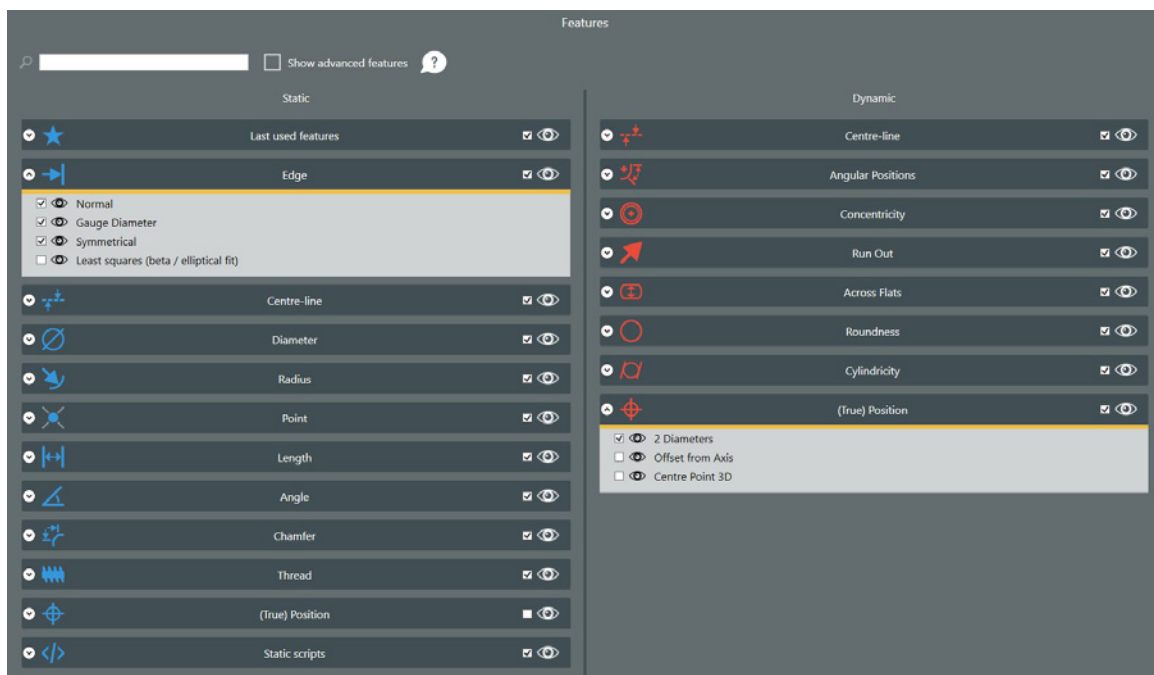 Features
Show advanced features ?
Static
Last used features
Edge
Normal
Gauge Diameter
Symmetrical
Least squares (beta / elliptical fit)
Centre-line
Diameter
Radius
Point
Length
Angle
Chamfer
Thread
(True) Position
Static scripts
Dynamic
Centre-line
Angular Positions
Concentricity
Run Out
Across Flats
Roundness
Cylindricity
(True) Position
2 Diameters
Offset from Axis
Centre Point 3D